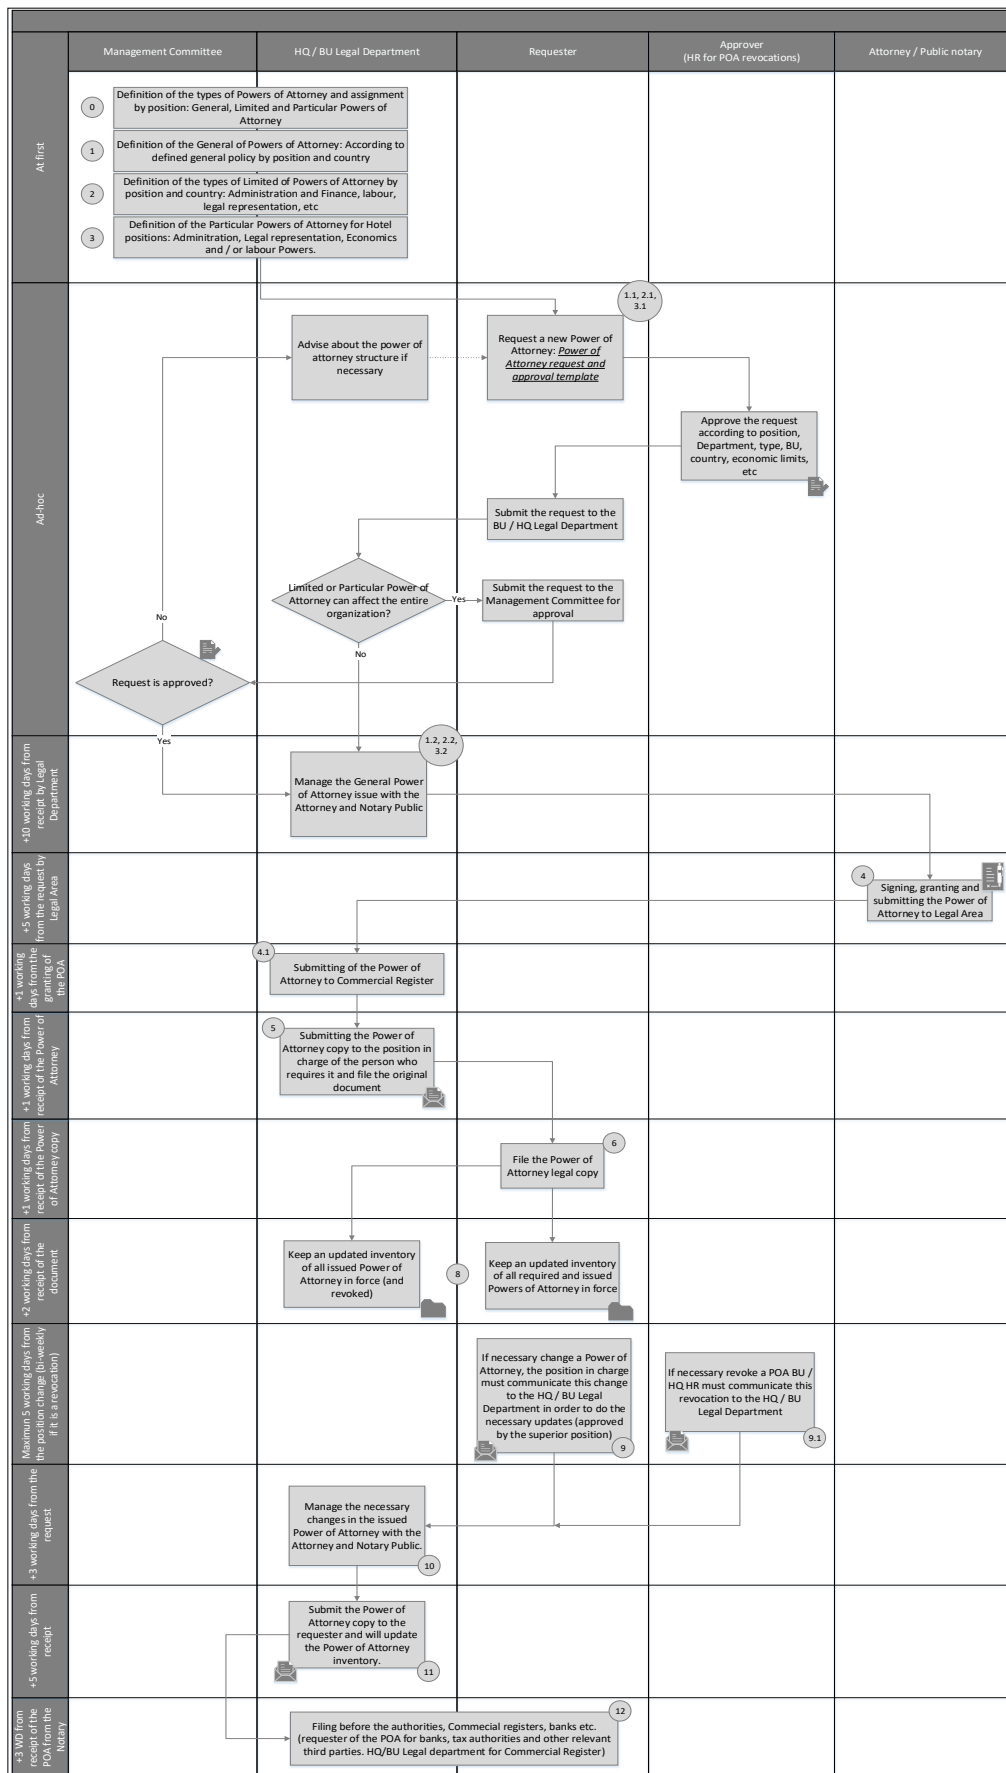 Management Committee
HQ / BU Legal Department
Requester
Approver
(HR for POA revocations)
Attorney / Public notary
At first
0
Definition of the types of Powers of Attorney and assignment
by position: General, Limited and Particular Powers of
Attorney
1
Definition of the General of Powers of Attorney: According to
defined general policy by position and country
2
Definition of the types of Limited of Powers of Attorney by
position and country: Administration and Finance, labour,
legal representation, etc
3
Definition of the Particular Powers of Attorney for Hotel
positions: Adminitration, Legal representation, Economics
and / or labour Powers.
Ad-hoc
1.1, 2.1,
3.1
Advise about the power of
attorney structure if
necessary
Request a new Power of
Attorney: Power of
Attorney request and
approval template
Approve the request
according to position,
Department, type, BU,
country, economic limits,
etc
Submit the request to the
BU / HQ Legal Department
Limited or Particular Power of
Attorney can affect the entire
organization?
Yes
Submit the request to the
Management Committee for
approval
No
No
Request is approved?
Yes
+10 working days from
receipt by Legal
Department
1.2, 2.2,
3.2
Manage the General Power
of Attorney issue with the
Attorney and Notary Public
+5 working days
from the request by
Legal Area
4
Signing, granting and
submitting the Power of
Attorney to Legal Area
+1 working
days from the
granting of
the POA
4.1
Submitting of the Power of
Attorney to Commercial Register
+1 working days from
receipt of the Power of
Attorney
5
Submitting the Power of
Attorney copy to the position in
charge of the person who
requires it and file the original
document
+1 working days from
receipt of the Power
of Attorney copy
6
File the Power of
Attorney legal copy
+2 working days from
receipt of the
document
Keep an updated inventory
of all issued Power of
Attorney in force (and
revoked)
8
Keep an updated inventory
of all required and issued
Powers of Attorney in force
Maximun 5 working days from
the position change (bi-weekly
if it is a revocation)
If necessary change a Power of
Attorney, the position in charge
must communicate this change
to the HQ / BU Legal
Department in order to do the
necessary updates (approved
by the superior position)
9
If necessary revoke a POA BU /
HQ HR must communicate this
revocation to the HQ / BU
Legal Department
9.1
+3 working days from the
request
Manage the necessary
changes in the issued
Power of Attorney with the
Attorney and Notary Public.
10
+5 working days from
receipt
Submit the Power of
Attorney copy to the
requester and will update
the Power of Attorney
inventory.
11
+3 WD from
receipt of the
POA from the
Notary
12
Filing before the authorities, Commecial registers, banks etc.
(requester of the POA for banks, tax authorities and other relevant
third parties. HQ/BU Legal department for Commercial Register)